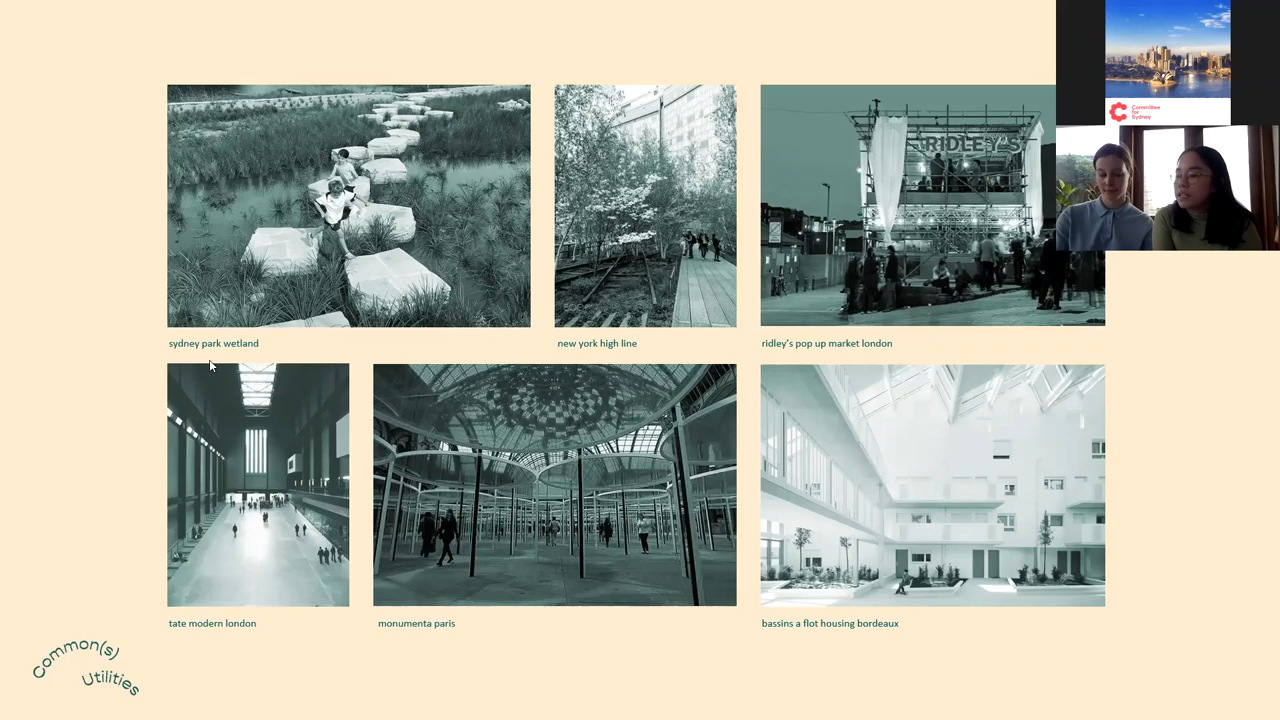 RIDLEY'S
Committee
for
Sydney
sydney park wetland
new york high line
ridley's pop up market london
tate modern london
monumenta paris
bassins a flot housing bordeaux
Common(s)
Utilities